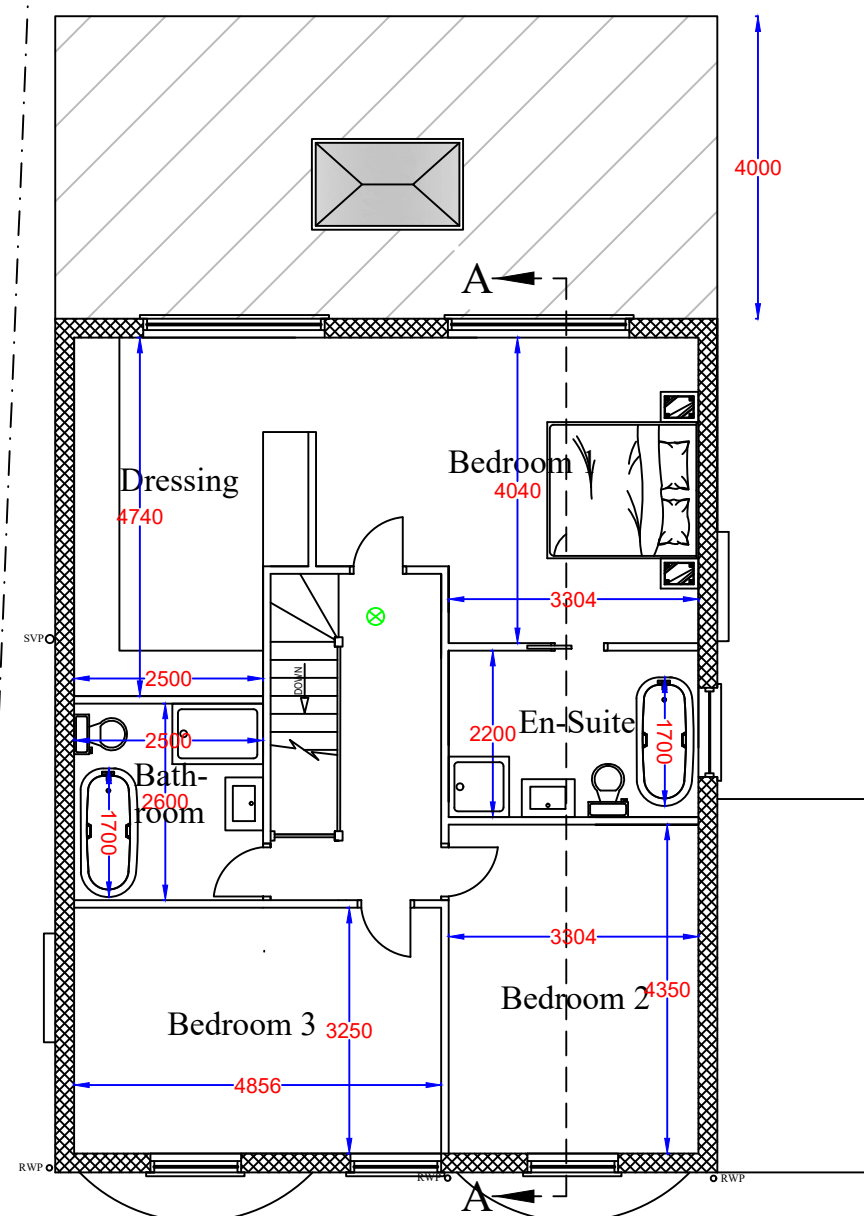 4000
A
Dressing
4740
Bedroom 1
4040
3304
SVP
DOWN
2500
2500
En-Suite
2200
1700
Bath-
2600
room
1700
3304
Bedroom 2
4350
Bedroom 3
3250
4856
RWP
RWP
RWP
A